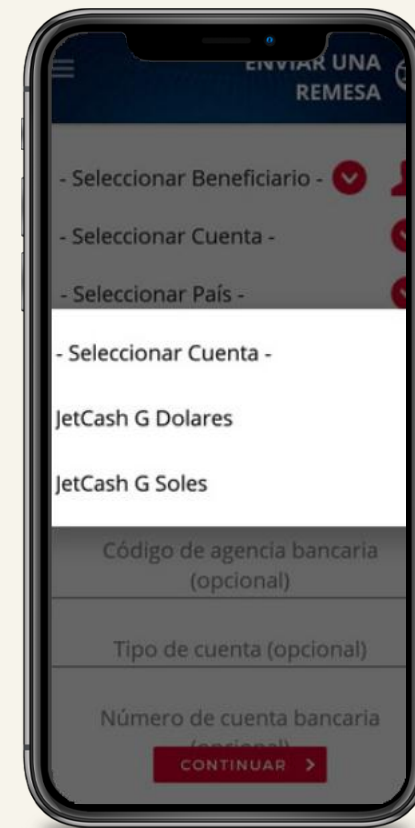 ENVIAR UNA
REMESA
- Seleccionar Beneficiario -
- Seleccionar Cuenta -
- Seleccionar País -
- Seleccionar Cuenta -
JetCash G Dolares
JetCash G Soles
Código de agencia bancaria
(opcional)
Tipo de cuenta (opcional)
Número de cuenta bancaria
(opcional)
CONTINUAR >